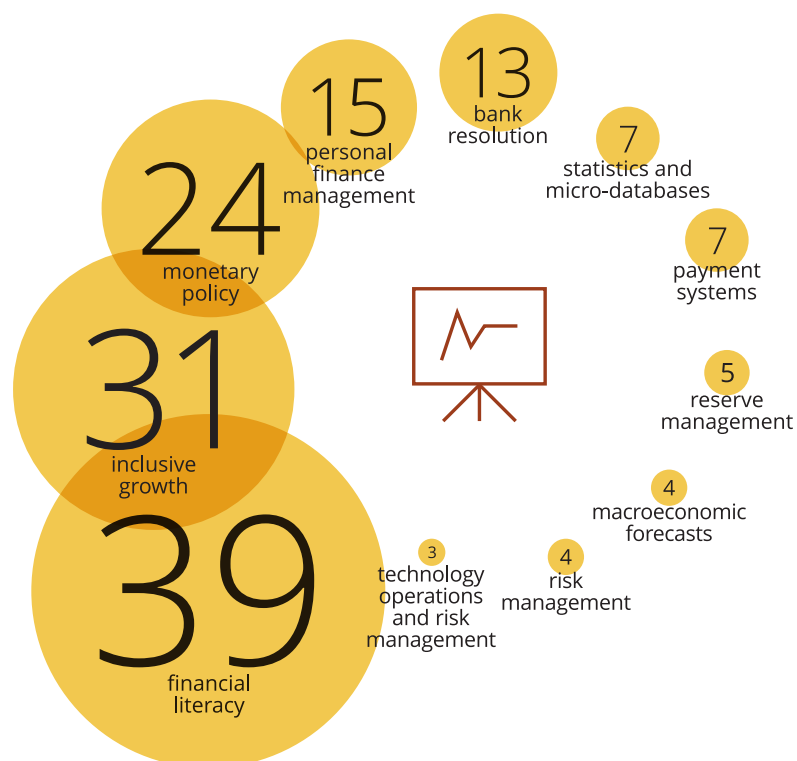 15
personal
finance
management
13
bank
resolution
7
statistics and
micro-databases
24
monetary
policy
7
payment
systems
31
inclusive
growth
5
reserve
management
4
macroeconomic
forecasts
39
financial
literacy
3
technology
operations
and risk
management
4
risk
management